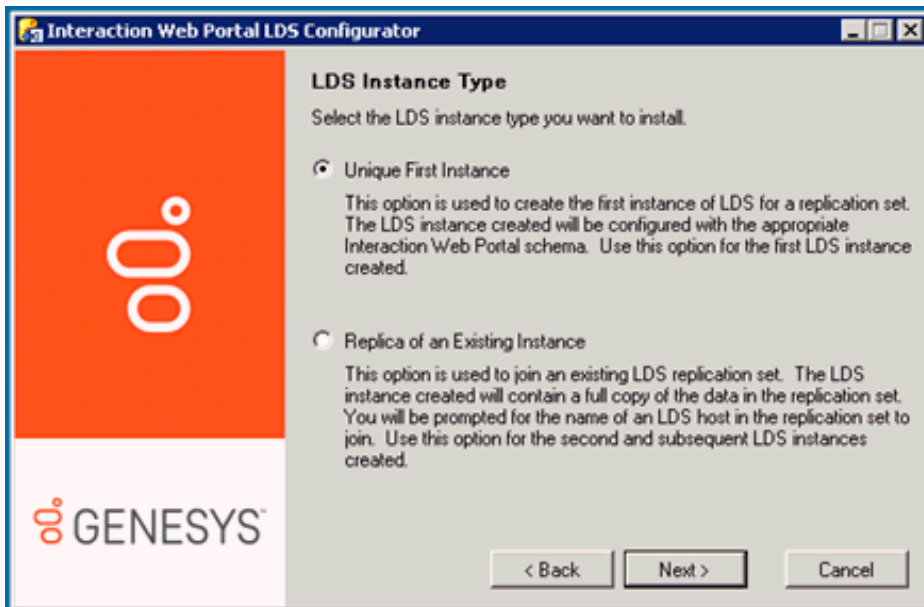 Interaction Web Portal LDS Configurator
LDS Instance Type
Select the LDS instance type you want to install.
Unique First Instance
This option is used to create the first instance of LDS for a replication set.
The LDS instance created will be configured with the appropriate
Interaction Web Portal schema. Use this option for the first LDS instance
created.
Replica of an Existing Instance
This option is used to join an existing LDS replication set. The LDS
instance created will contain a full copy of the data in the replication set.
You will be prompted for the name of an LDS host in the replication set to
join. Use this option for the second and subsequent LDS instances
created.
GENESYS™
< Back Next > Cancel